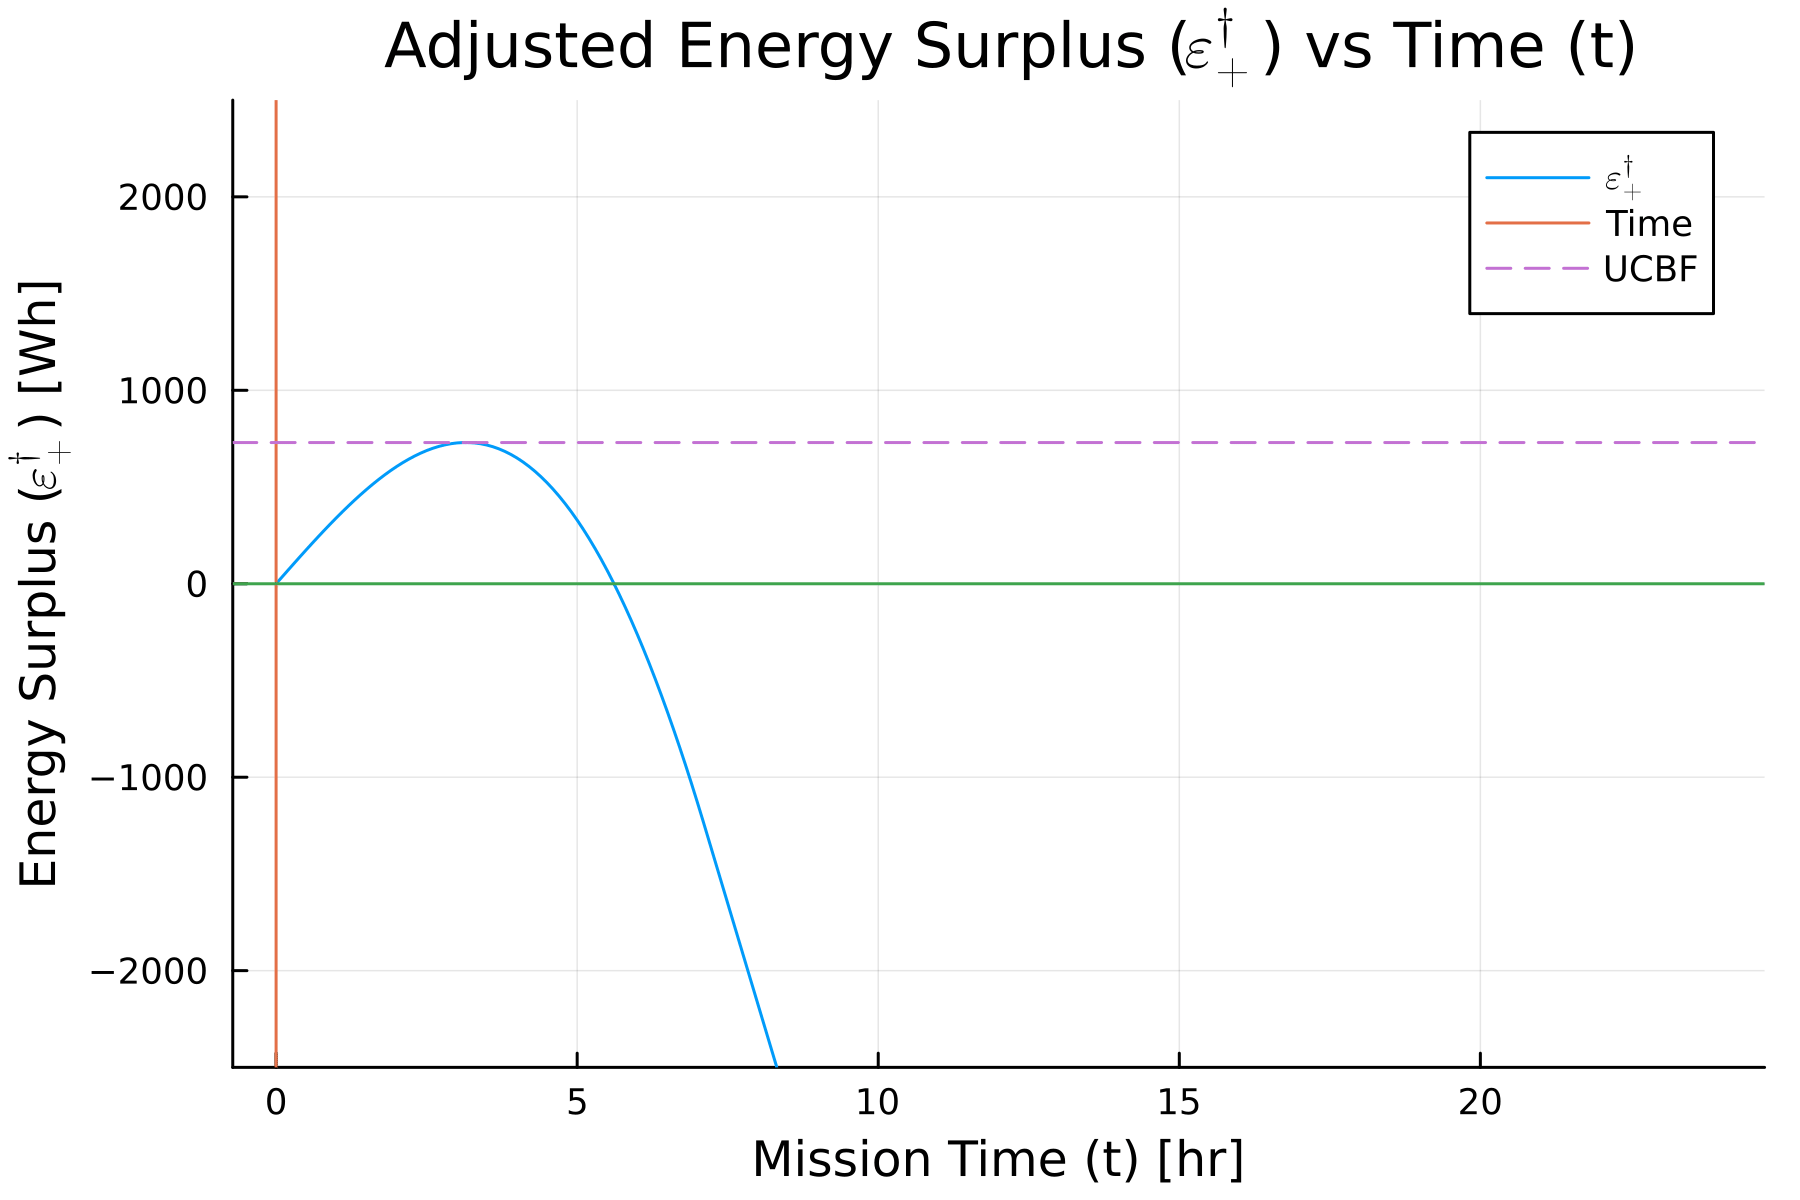 Adjusted Energy Surplus (ε₊†) vs Time (t)
ε₊†
Time
UCBF
Energy Surplus (ε₊†) [Wh]
2000
1000
0
−1000
−2000
0 5 10 15 20
Mission Time (t) [hr]